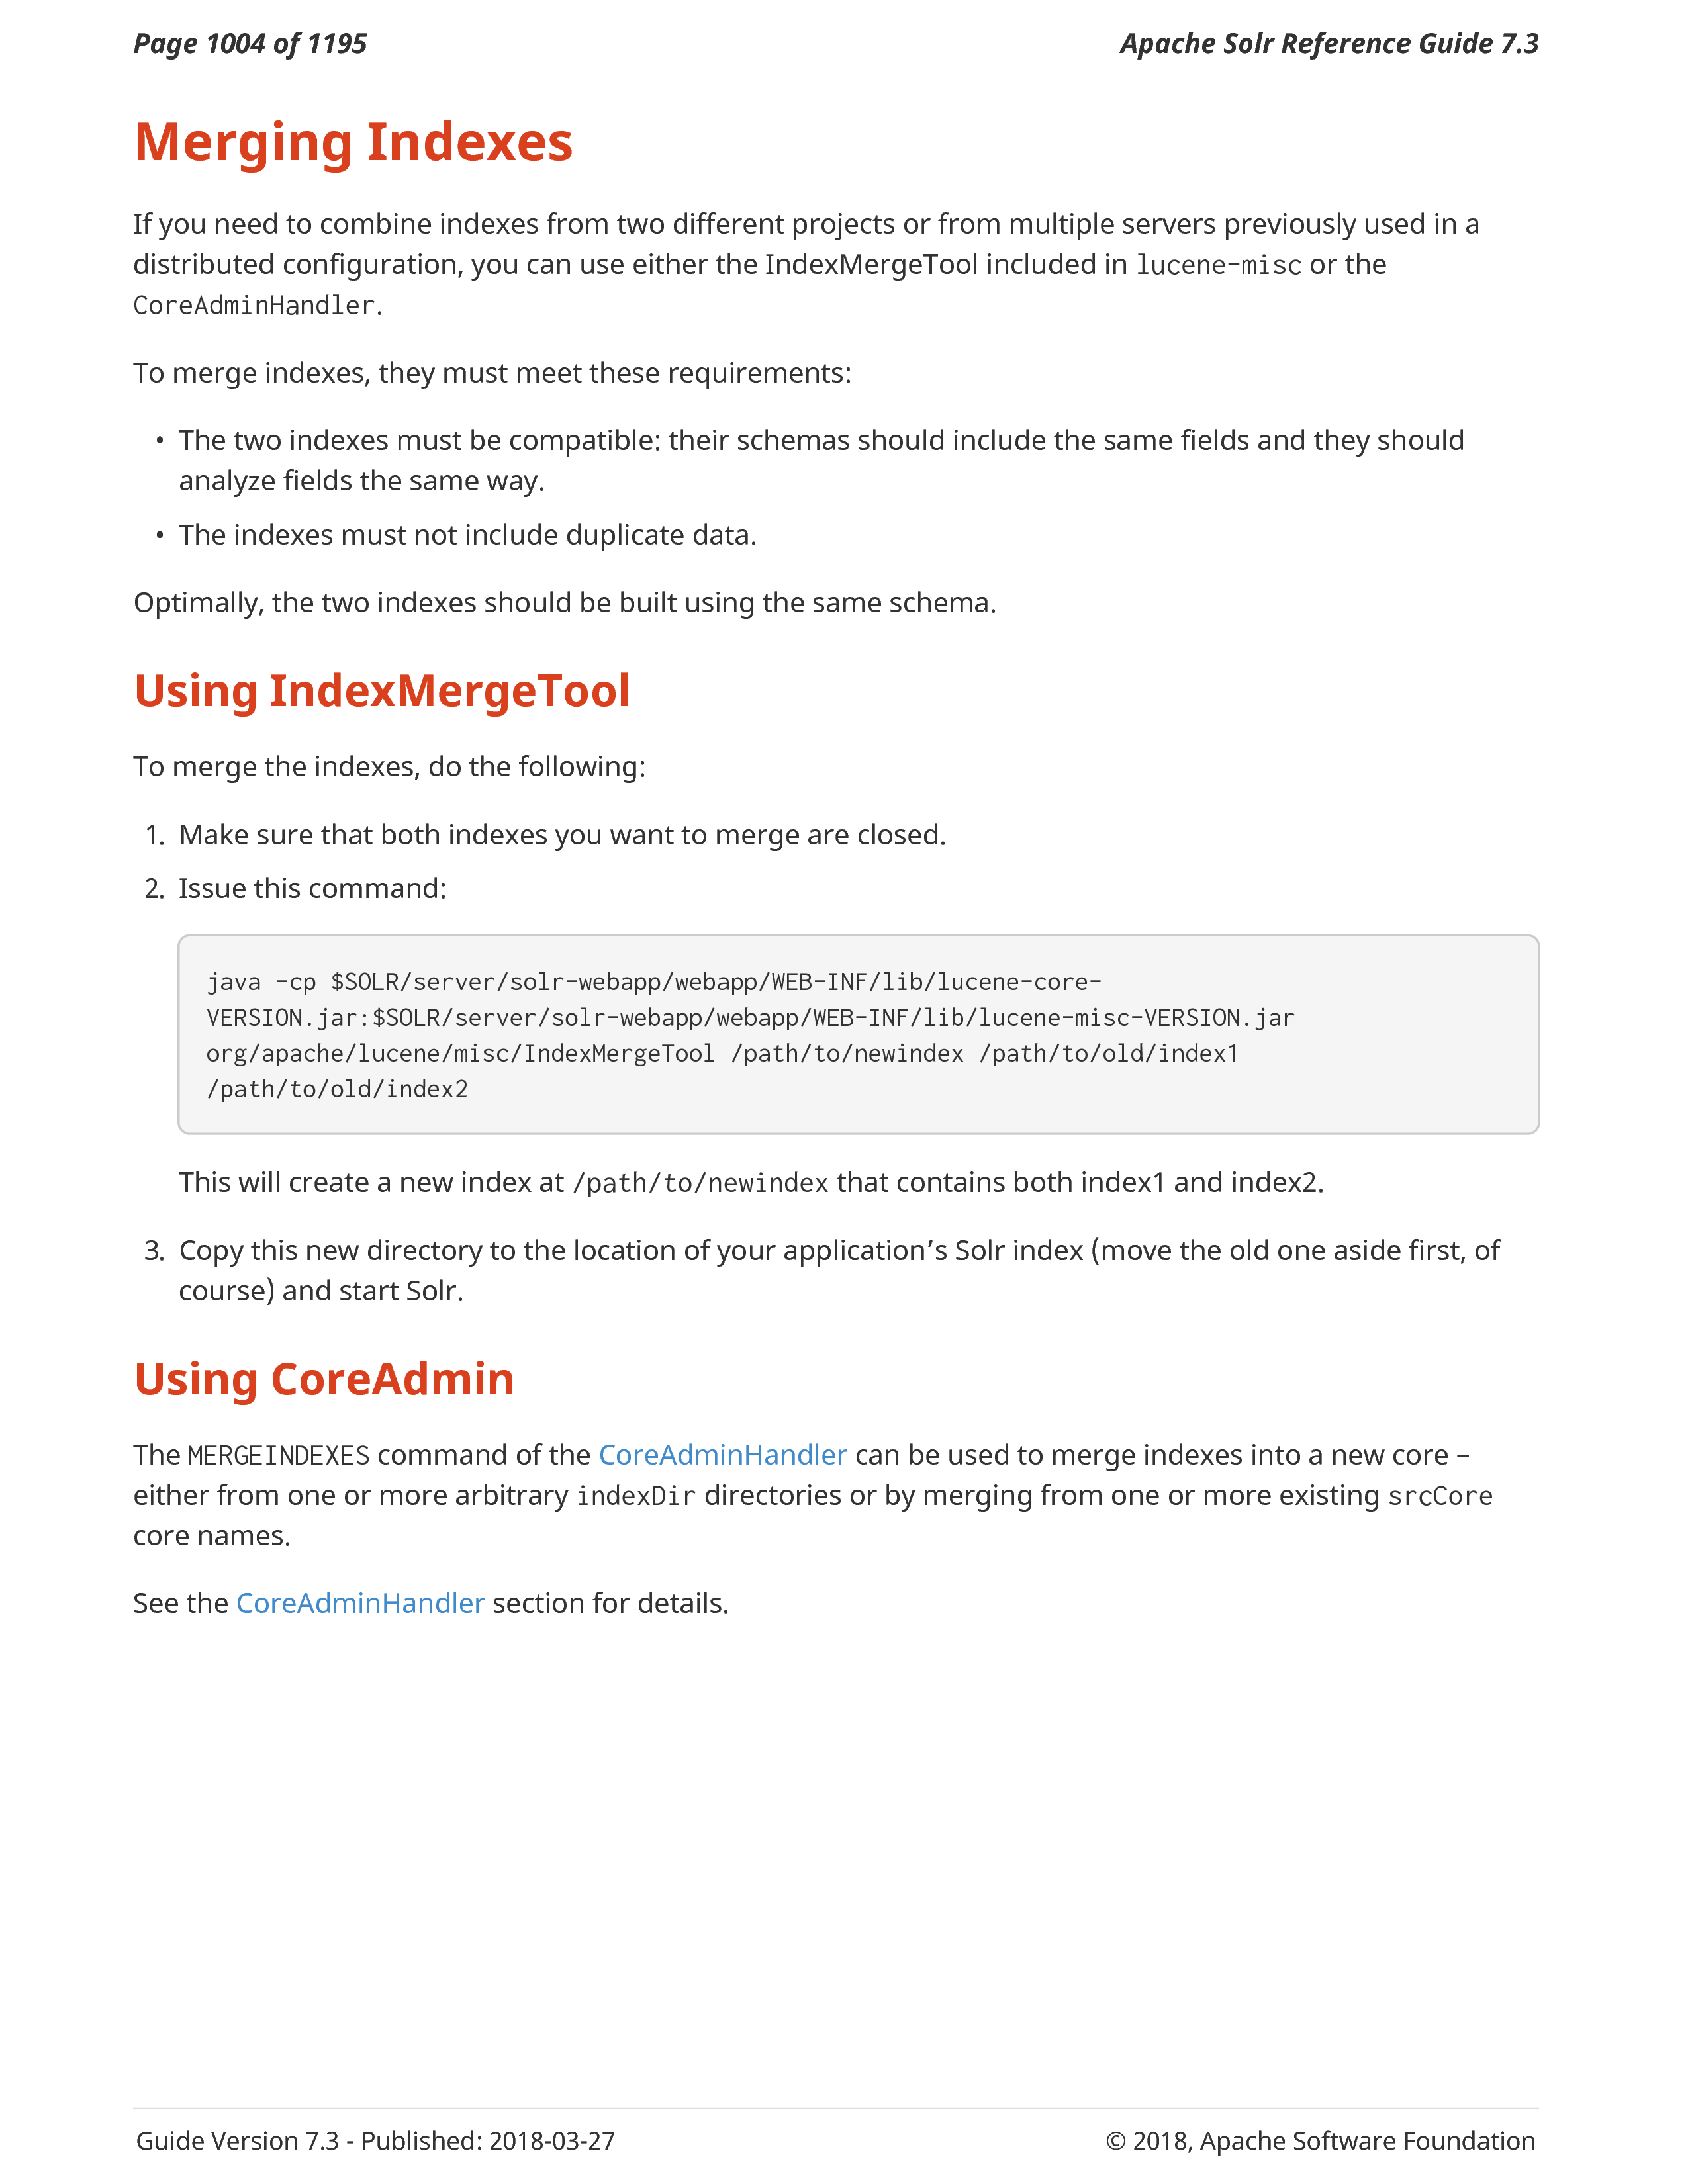 Page 1004 of 1195
Apache Solr Reference Guide 7.3
Merging Indexes
If you need to combine indexes from two different projects or from multiple servers previously used in a
distributed configuration, you can use either the IndexMergeTool included in lucene-misc or the
CoreAdminHandler.
To merge indexes, they must meet these requirements:
• The two indexes must be compatible: their schemas should include the same fields and they should
analyze fields the same way.
• The indexes must not include duplicate data.
Optimally, the two indexes should be built using the same schema.
Using IndexMergeTool
To merge the indexes, do the following:
1. Make sure that both indexes you want to merge are closed.
2. Issue this command:
java -cp $SOLR/server/solr-webapp/webapp/WEB-INF/lib/lucene-core-
VERSION.jar:$SOLR/server/solr-webapp/webapp/WEB-INF/lib/lucene-misc-VERSION.jar
org/apache/lucene/misc/IndexMergeTool /path/to/newindex /path/to/old/index1
/path/to/old/index2
This will create a new index at /path/to/newindex that contains both index1 and index2.
3. Copy this new directory to the location of your application’s Solr index (move the old one aside first, of
course) and start Solr.
Using CoreAdmin
The MERGEINDEXES command of the CoreAdminHandler can be used to merge indexes into a new core –
either from one or more arbitrary indexDir directories or by merging from one or more existing srcCore
core names.
See the CoreAdminHandler section for details.
Guide Version 7.3 - Published: 2018-03-27
© 2018, Apache Software Foundation